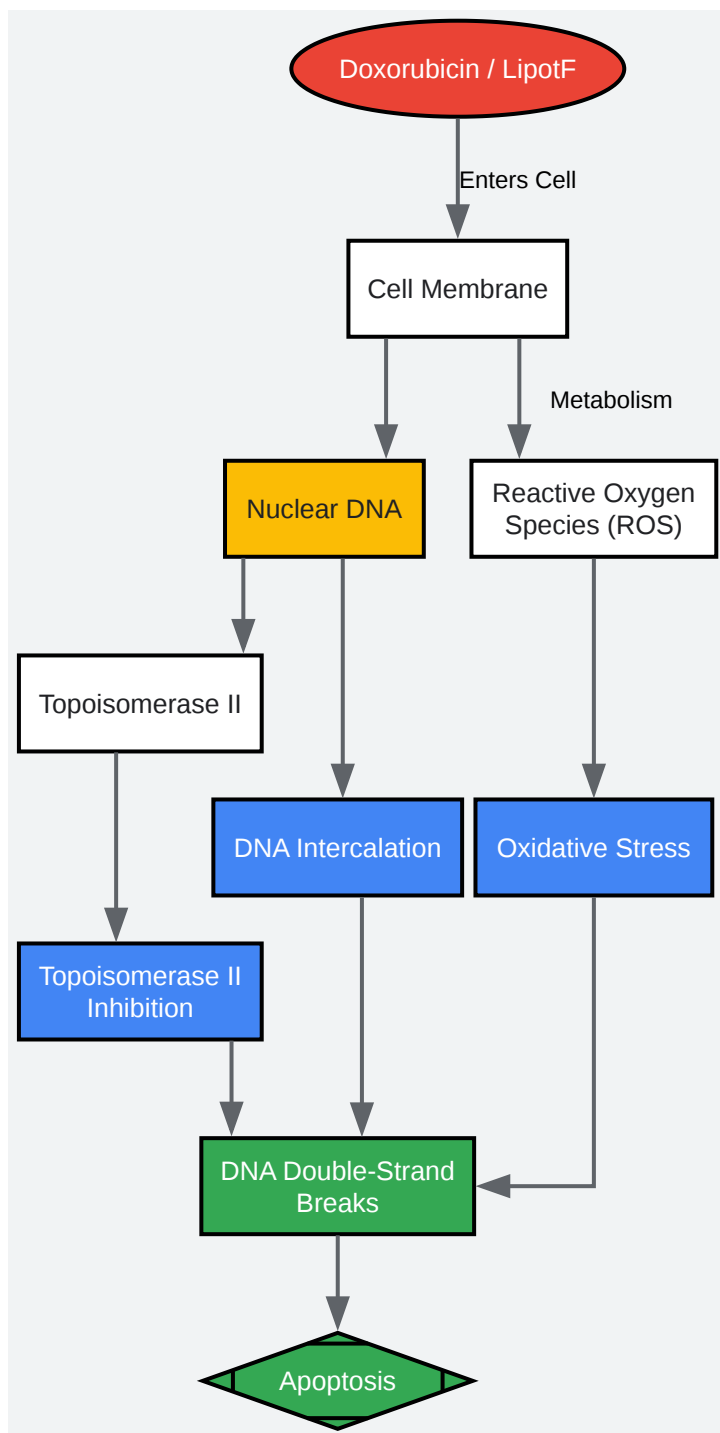 Doxorubicin / LipotF
Enters Cell
Cell Membrane
Metabolism
Nuclear DNA
Reactive Oxygen
Species (ROS)
Topoisomerase II
DNA Intercalation
Oxidative Stress
Topoisomerase II
Inhibition
DNA Double-Strand
Breaks
Apoptosis